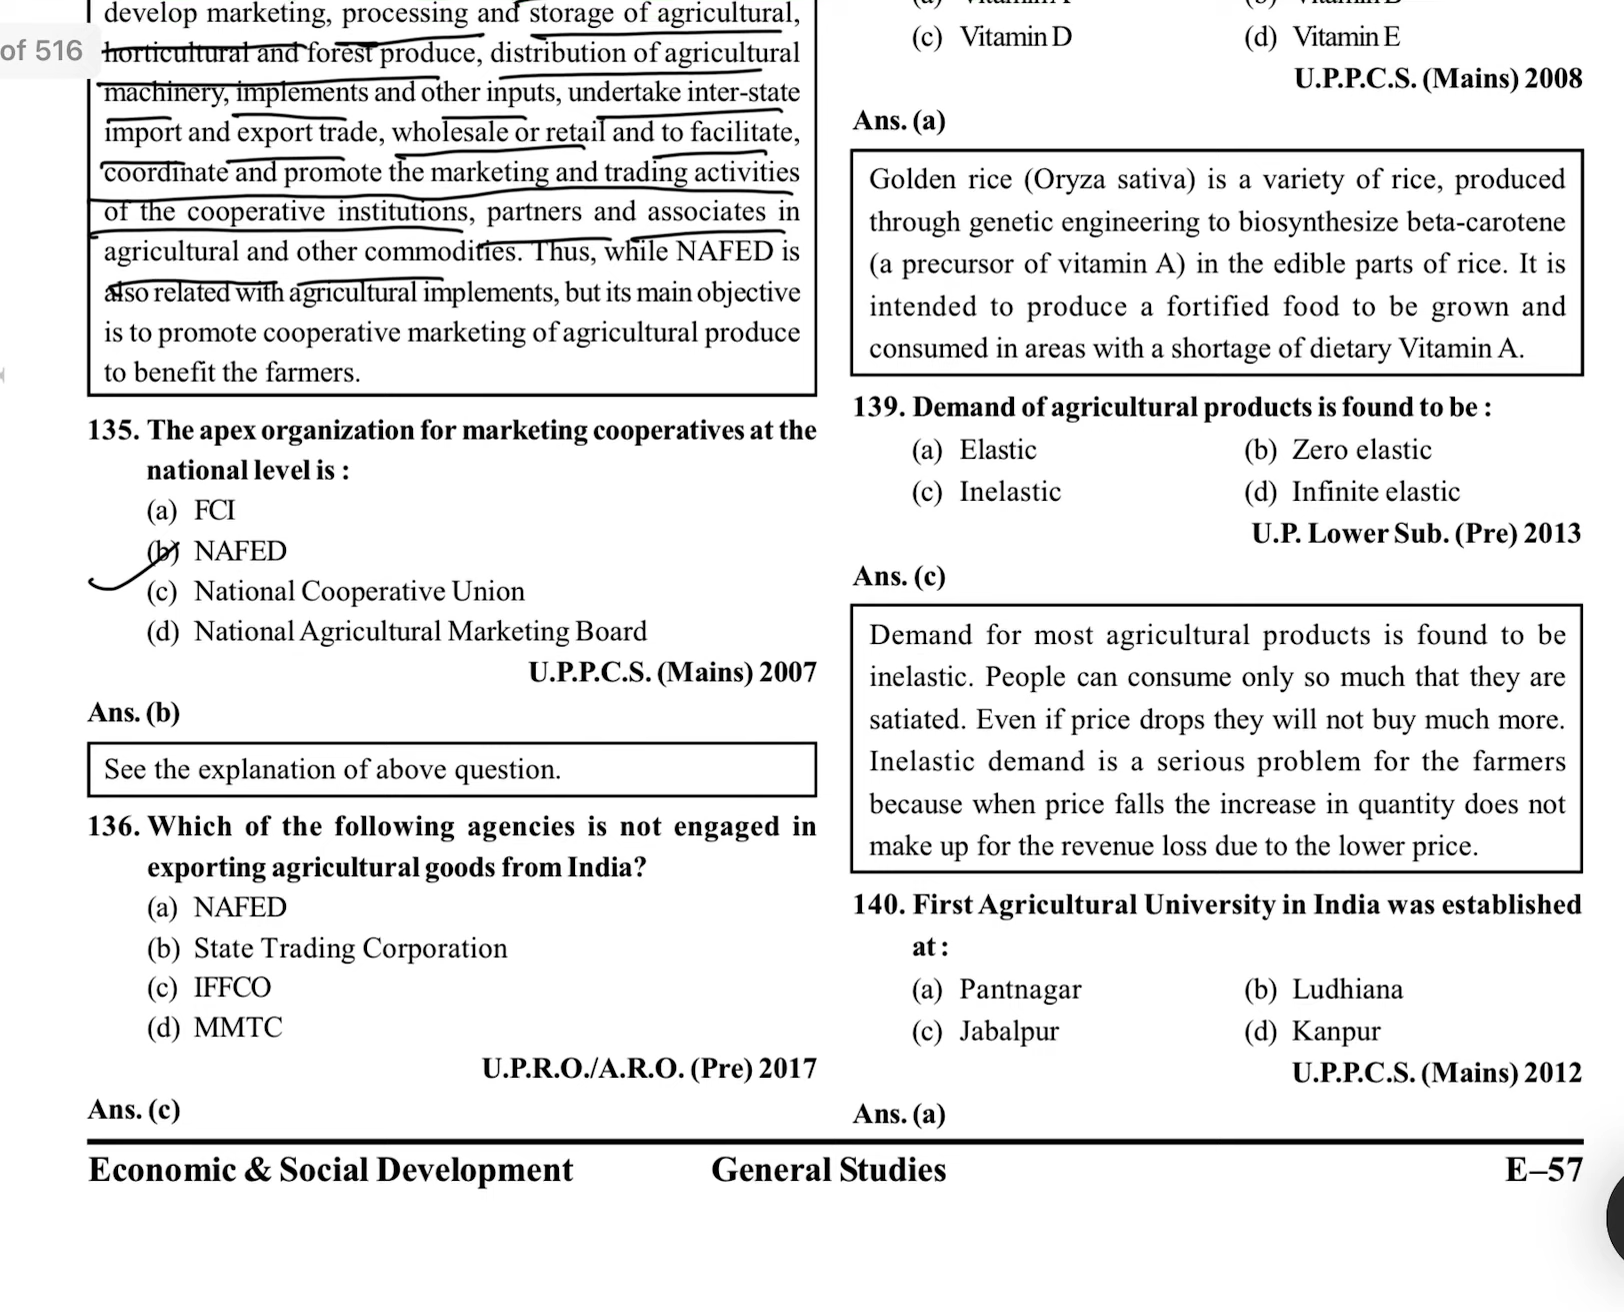 of 516
develop marketing, processing and storage of agricultural,
horticultural and forest produce, distribution of agricultural
machinery, implements and other inputs, undertake inter-state
import and export trade, wholesale or retail and to facilitate,
coordinate and promote the marketing and trading activities
of the cooperative institutions, partners and associates in
agricultural and other commodities. Thus, while NAFED is
also related with agricultural implements, but its main objective
is to promote cooperative marketing of agricultural produce
to benefit the farmers.
135. The apex organization for marketing cooperatives at the
national level is :
(a) FCI
(b) NAFED
(c) National Cooperative Union
(d) National Agricultural Marketing Board
U.P.P.C.S. (Mains) 2007
Ans. (b)
See the explanation of above question.
136. Which of the following agencies is not engaged in
exporting agricultural goods from India?
(a) NAFED
(b) State Trading Corporation
(c) IFFCO
(d) MMTC
U.P.R.O./A.R.O. (Pre) 2017
Ans. (c)
(c) Vitamin D (d) Vitamin E
U.P.P.C.S. (Mains) 2008
Ans. (a)
Golden rice (Oryza sativa) is a variety of rice, produced
through genetic engineering to biosynthesize beta-carotene
(a precursor of vitamin A) in the edible parts of rice. It is
intended to produce a fortified food to be grown and
consumed in areas with a shortage of dietary Vitamin A.
139. Demand of agricultural products is found to be :
(a) Elastic (b) Zero elastic
(c) Inelastic (d) Infinite elastic
U.P. Lower Sub. (Pre) 2013
Ans. (c)
Demand for most agricultural products is found to be
inelastic. People can consume only so much that they are
satiated. Even if price drops they will not buy much more.
Inelastic demand is a serious problem for the farmers
because when price falls the increase in quantity does not
make up for the revenue loss due to the lower price.
140. First Agricultural University in India was established
at :
(a) Pantnagar (b) Ludhiana
(c) Jabalpur (d) Kanpur
U.P.P.C.S. (Mains) 2012
Ans. (a)
Economic & Social Development General Studies E–57